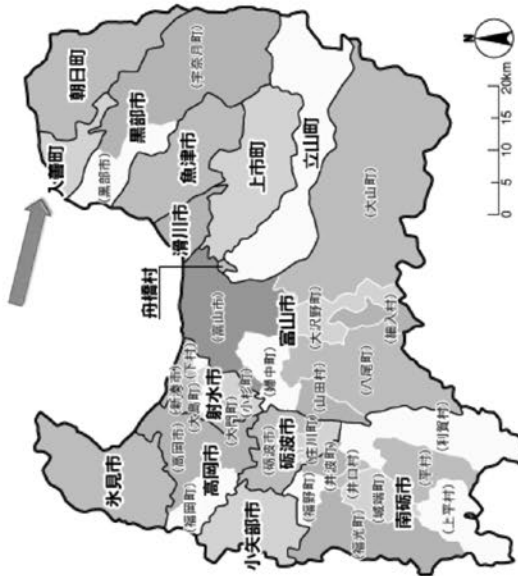 朝日町
入善町
(宇奈月町)
黒部市
(黒部市)
魚津市
滑川市
上市町
立山町
舟橋村
(富山市)
富山市
(大山町)
(大沢野町)
(細入村)
(婦中町)
(山田村)
(八尾町)
氷見市
(新湊市)
(下村)
(大島町)
射水市
(小杉町)
(大門町)
(高岡市)
高岡市
(福岡町)
小矢部市
(砺波市)
砺波市
(庄川町)
(福野町)
(井波町)
(井口村)
(福光町)
(城端町)
南砺市
(平村)
(利賀村)
(上平村)
N
0 5 10 15 20km